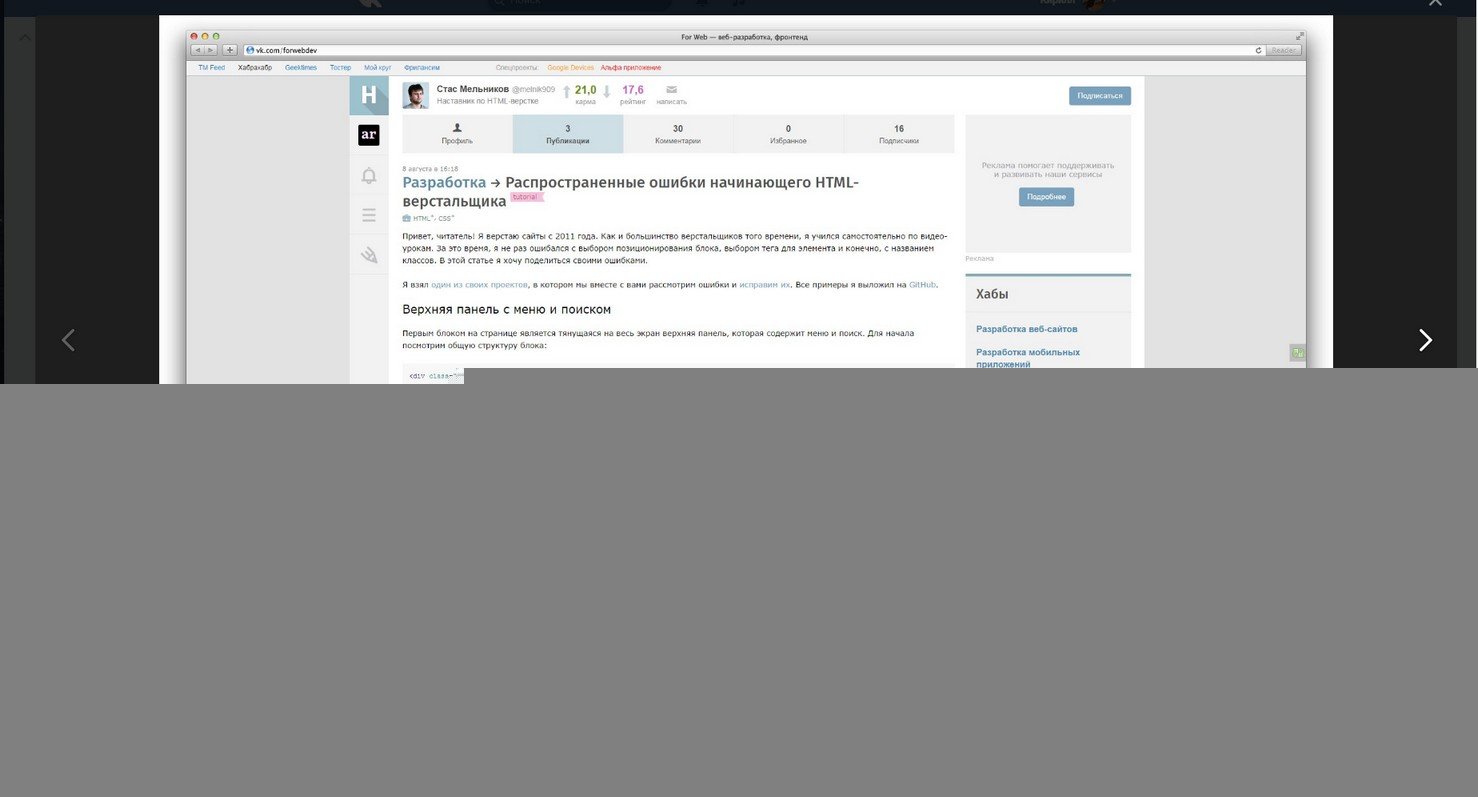 Поиск
Кирилл
For Web — веб-разработка, фронтенд
vk.com/forwebdev
Reader
TM Feed Хабрахабр Geektimes Тостер Мой круг Фрилансим Спецпроекты: Google Devices Альфа приложение
H
Стас Мельников @melnik909 21,0 17,6
Наставник по HTML-верстке карма рейтинг написать
Подписаться
ar
3 30 0 16
Профиль Публикации Комментарии Избранное Подписчики
8 августа в 16:18
Разработка → Распространенные ошибки начинающего HTML-
верстальщика tutorial
HTML*, CSS*
Привет, читатель! Я верстаю сайты с 2011 года. Как и большинство верстальщиков того времени, я учился самостоятельно по видео-
урокам. За это время, я не раз ошибался с выбором позиционирования блока, выбором тега для элемента и конечно, с названием
классов. В этой статье я хочу поделиться своими ошибками.
Я взял один из своих проектов, в котором мы вместе с вами рассмотрим ошибки и исправим их. Все примеры я выложил на GitHub.
Верхняя панель с меню и поиском
Первым блоком на странице является тянущаяся на весь экран верхняя панель, которая содержит меню и поиск. Для начала
посмотрим общую структуру блока:
<div class="
Реклама помогает поддерживать
и развивать наши сервисы
Подробнее
Реклама
Хабы
Разработка веб-сайтов
Разработка мобильных
приложений